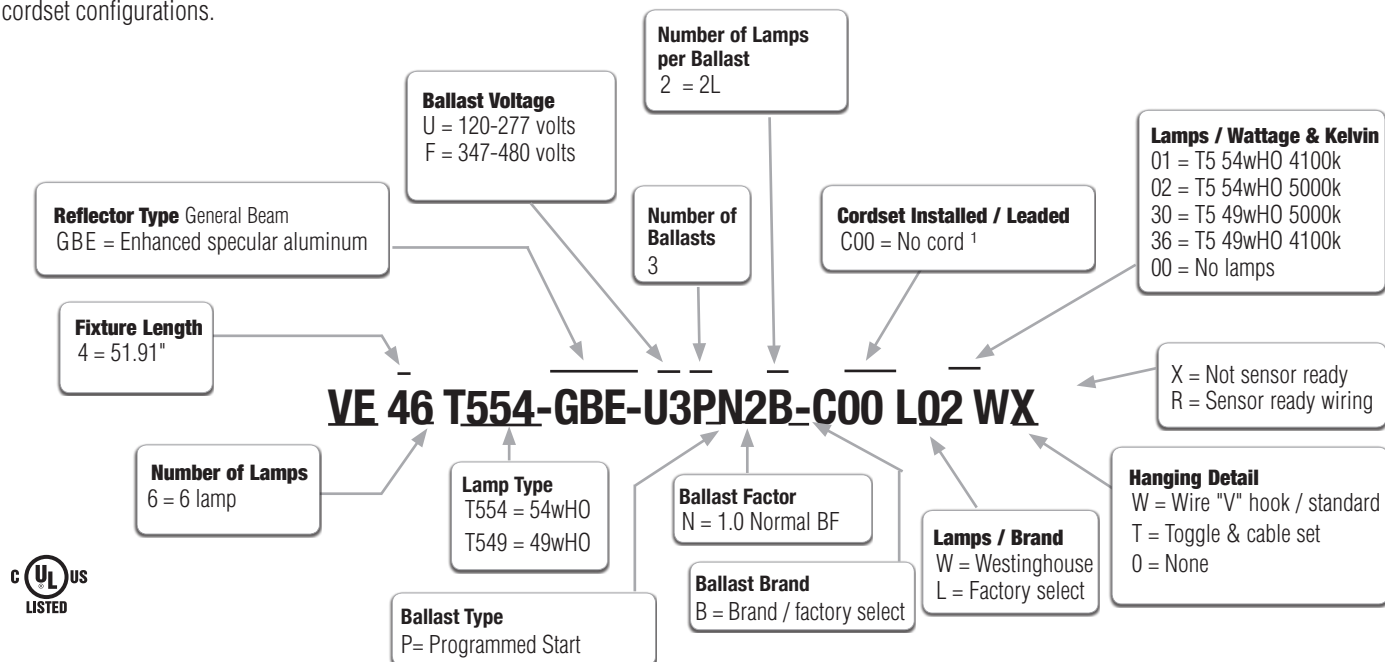 cordset configurations.
Number of Lamps
per Ballast
2 = 2L
Ballast Voltage
U = 120-277 volts
F = 347-480 volts
Lamps / Wattage & Kelvin
01 = T5 54wHO 4100k
02 = T5 54wHO 5000k
30 = T5 49wHO 5000k
36 = T5 49wHO 4100k
00 = No lamps
Reflector Type General Beam
GBE = Enhanced specular aluminum
Number of
Ballasts
3
Cordset Installed / Leaded
C00 = No cord ¹
Fixture Length
4 = 51.91"
X = Not sensor ready
R = Sensor ready wiring
VE 46 T554-GBE-U3PN2B-C00 L02 WX
Number of Lamps
6 = 6 lamp
Lamp Type
T554 = 54wHO
T549 = 49wHO
Ballast Factor
N = 1.0 Normal BF
Lamps / Brand
W = Westinghouse
L = Factory select
Hanging Detail
W = Wire "V" hook / standard
T = Toggle & cable set
0 = None
Ballast Type
P= Programmed Start
Ballast Brand
B = Brand / factory select
C UL ® US
LISTED